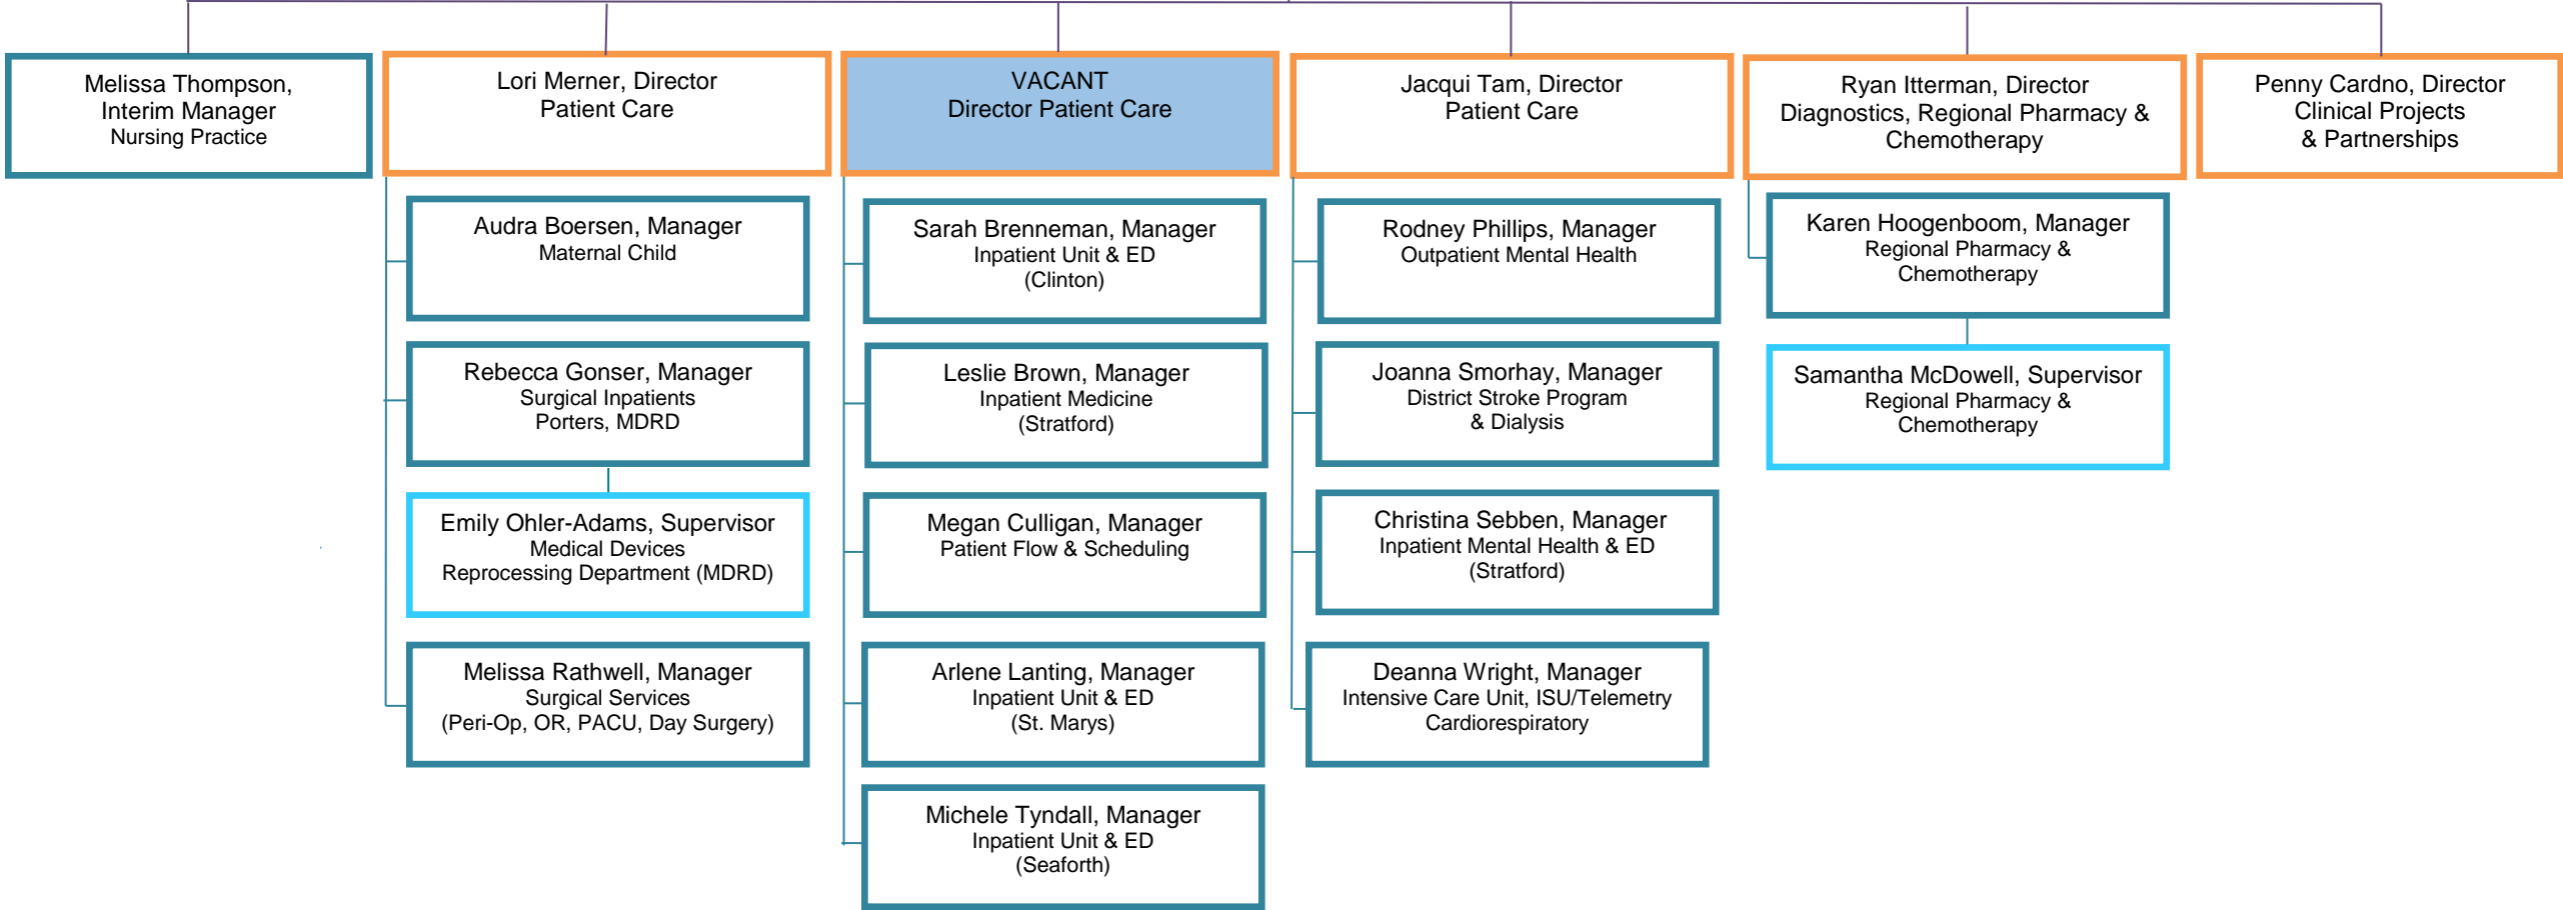 Melissa Thompson,
Interim Manager
Nursing Practice
Lori Merner, Director
Patient Care
VACANT
Director Patient Care
Jacqui Tam, Director
Patient Care
Ryan Itterman, Director
Diagnostics, Regional Pharmacy &
Chemotherapy
Penny Cardno, Director
Clinical Projects
& Partnerships
Audra Boersen, Manager
Maternal Child
Rebecca Gonser, Manager
Surgical Inpatients
Porters, MDRD
Emily Ohler-Adams, Supervisor
Medical Devices
Reprocessing Department (MDRD)
Melissa Rathwell, Manager
Surgical Services
(Peri-Op, OR, PACU, Day Surgery)
Sarah Brenneman, Manager
Inpatient Unit & ED
(Clinton)
Leslie Brown, Manager
Inpatient Medicine
(Stratford)
Megan Culligan, Manager
Patient Flow & Scheduling
Arlene Lanting, Manager
Inpatient Unit & ED
(St. Marys)
Michele Tyndall, Manager
Inpatient Unit & ED
(Seaforth)
Rodney Phillips, Manager
Outpatient Mental Health
Joanna Smorhay, Manager
District Stroke Program
& Dialysis
Christina Sebben, Manager
Inpatient Mental Health & ED
(Stratford)
Deanna Wright, Manager
Intensive Care Unit, ISU/Telemetry
Cardiorespiratory
Karen Hoogenboom, Manager
Regional Pharmacy &
Chemotherapy
Samantha McDowell, Supervisor
Regional Pharmacy &
Chemotherapy